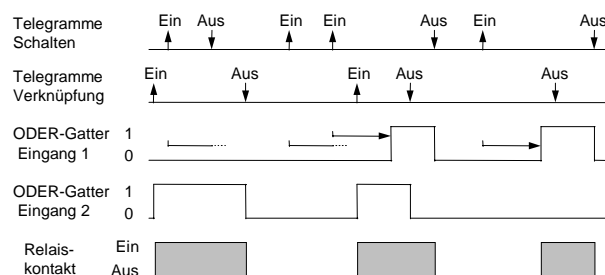 Telegramme Schalten
Ein Aus Ein Ein Aus Ein Aus
Telegramme Verknüpfung
Ein Aus Ein Aus Aus
ODER-Gatter 1
Eingang 1 0
ODER-Gatter 1
Eingang 2 0
Relais- Ein
kontakt Aus